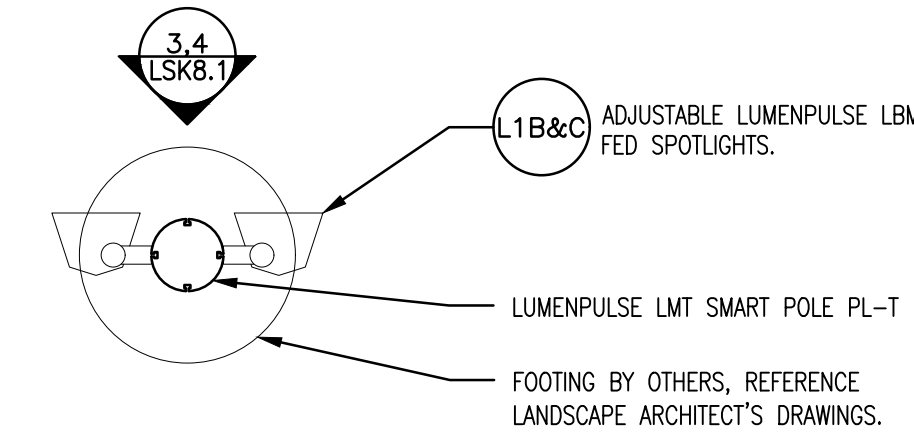 3,4
LSK8.1
L1B&C
ADJUSTABLE LUMENPULSE LBM
FED SPOTLIGHTS.
LUMENPULSE LMT SMART POLE PL-T
FOOTING BY OTHERS, REFERENCE
LANDSCAPE ARCHITECT'S DRAWINGS.